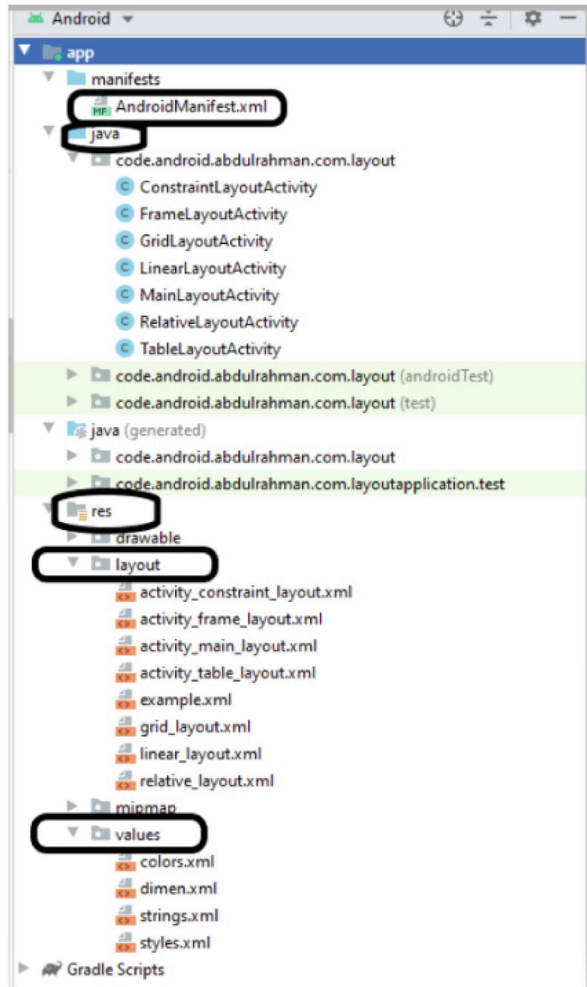 Android
app
manifests
MF AndroidManifest.xml
java
code.android.abdulrahman.com.layout
C ConstraintLayoutActivity
C FrameLayoutActivity
C GridLayoutActivity
C LinearLayoutActivity
C MainLayoutActivity
C RelativeLayoutActivity
C TableLayoutActivity
code.android.abdulrahman.com.layout (androidTest)
code.android.abdulrahman.com.layout (test)
java (generated)
code.android.abdulrahman.com.layout
code.android.abdulrahman.com.layoutapplication.test
res
drawable
layout
activity_constraint_layout.xml
activity_frame_layout.xml
activity_main_layout.xml
activity_table_layout.xml
example.xml
grid_layout.xml
linear_layout.xml
relative_layout.xml
mipmap
values
colors.xml
dimen.xml
strings.xml
styles.xml
Gradle Scripts